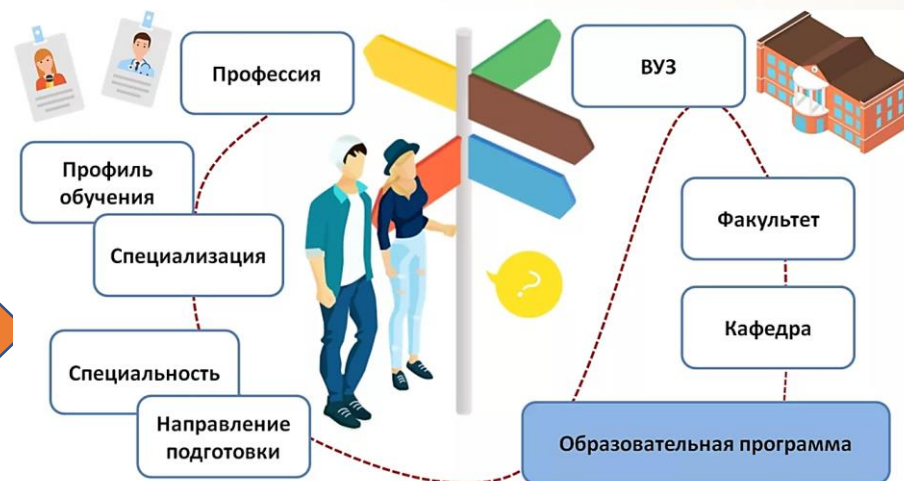 Профессия
Профиль
обучения
Специализация
Специальность
Направление
подготовки
?
ВУЗ
Факультет
Кафедра
Образовательная программа